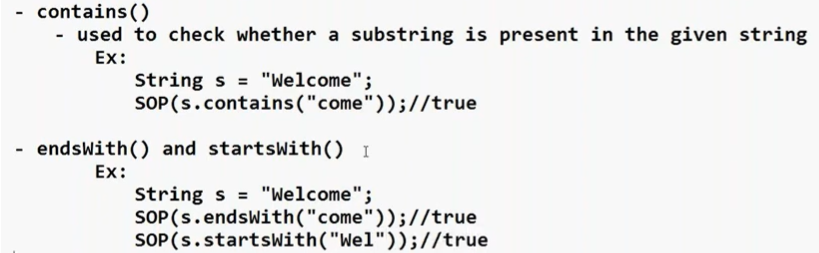 - contains()
- used to check whether a substring is present in the given string
Ex:
String s = "Welcome";
SOP(s.contains("come"));//true
- endsWith() and startsWith()
Ex:
String s = "Welcome";
SOP(s.endsWith("come"));//true
SOP(s.startsWith("Wel"));//true